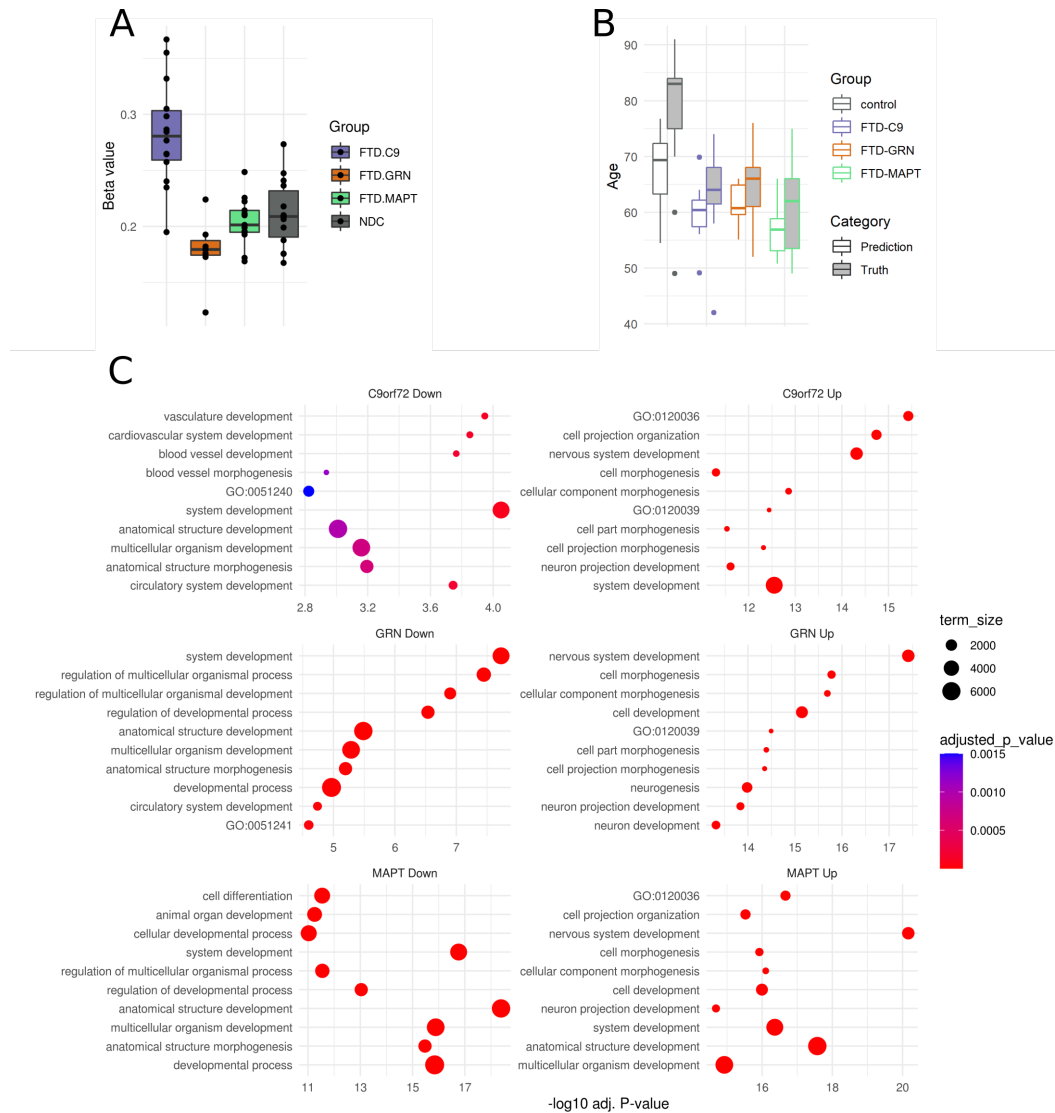 A
B
Beta value
0.3
0.2
Group
FTD.C9
FTD.GRN
FTD.MAPT
NDC
Age
90
80
70
60
50
40
Group
control
FTD-C9
FTD-GRN
FTD-MAPT
Category
Prediction
Truth
C
C9orf72 Down
vasculature development
cardiovascular system development
blood vessel development
blood vessel morphogenesis
GO:0051240
system development
anatomical structure development
multicellular organism development
anatomical structure morphogenesis
circulatory system development
2.8 3.2 3.6 4.0
C9orf72 Up
GO:0120036
cell projection organization
nervous system development
cell morphogenesis
cellular component morphogenesis
GO:0120039
cell part morphogenesis
cell projection morphogenesis
neuron projection development
system development
12 13 14 15
GRN Down
system development
regulation of multicellular organismal process
regulation of multicellular organismal development
regulation of developmental process
anatomical structure development
multicellular organism development
anatomical structure morphogenesis
developmental process
circulatory system development
GO:0051241
5 6 7
GRN Up
nervous system development
cell morphogenesis
cellular component morphogenesis
cell development
GO:0120039
cell part morphogenesis
cell projection morphogenesis
neurogenesis
neuron projection development
neuron development
14 15 16 17
MAPT Down
cell differentiation
animal organ development
cellular developmental process
system development
regulation of multicellular organismal process
regulation of developmental process
anatomical structure development
multicellular organism development
anatomical structure morphogenesis
developmental process
11 13 15 17
MAPT Up
GO:0120036
cell projection organization
nervous system development
cell morphogenesis
cellular component morphogenesis
cell development
neuron projection development
system development
anatomical structure development
multicellular organism development
16 18 20
-log10 adj. P-value
term_size
2000
4000
6000
adjusted_p_value
0.0015
0.0010
0.0005